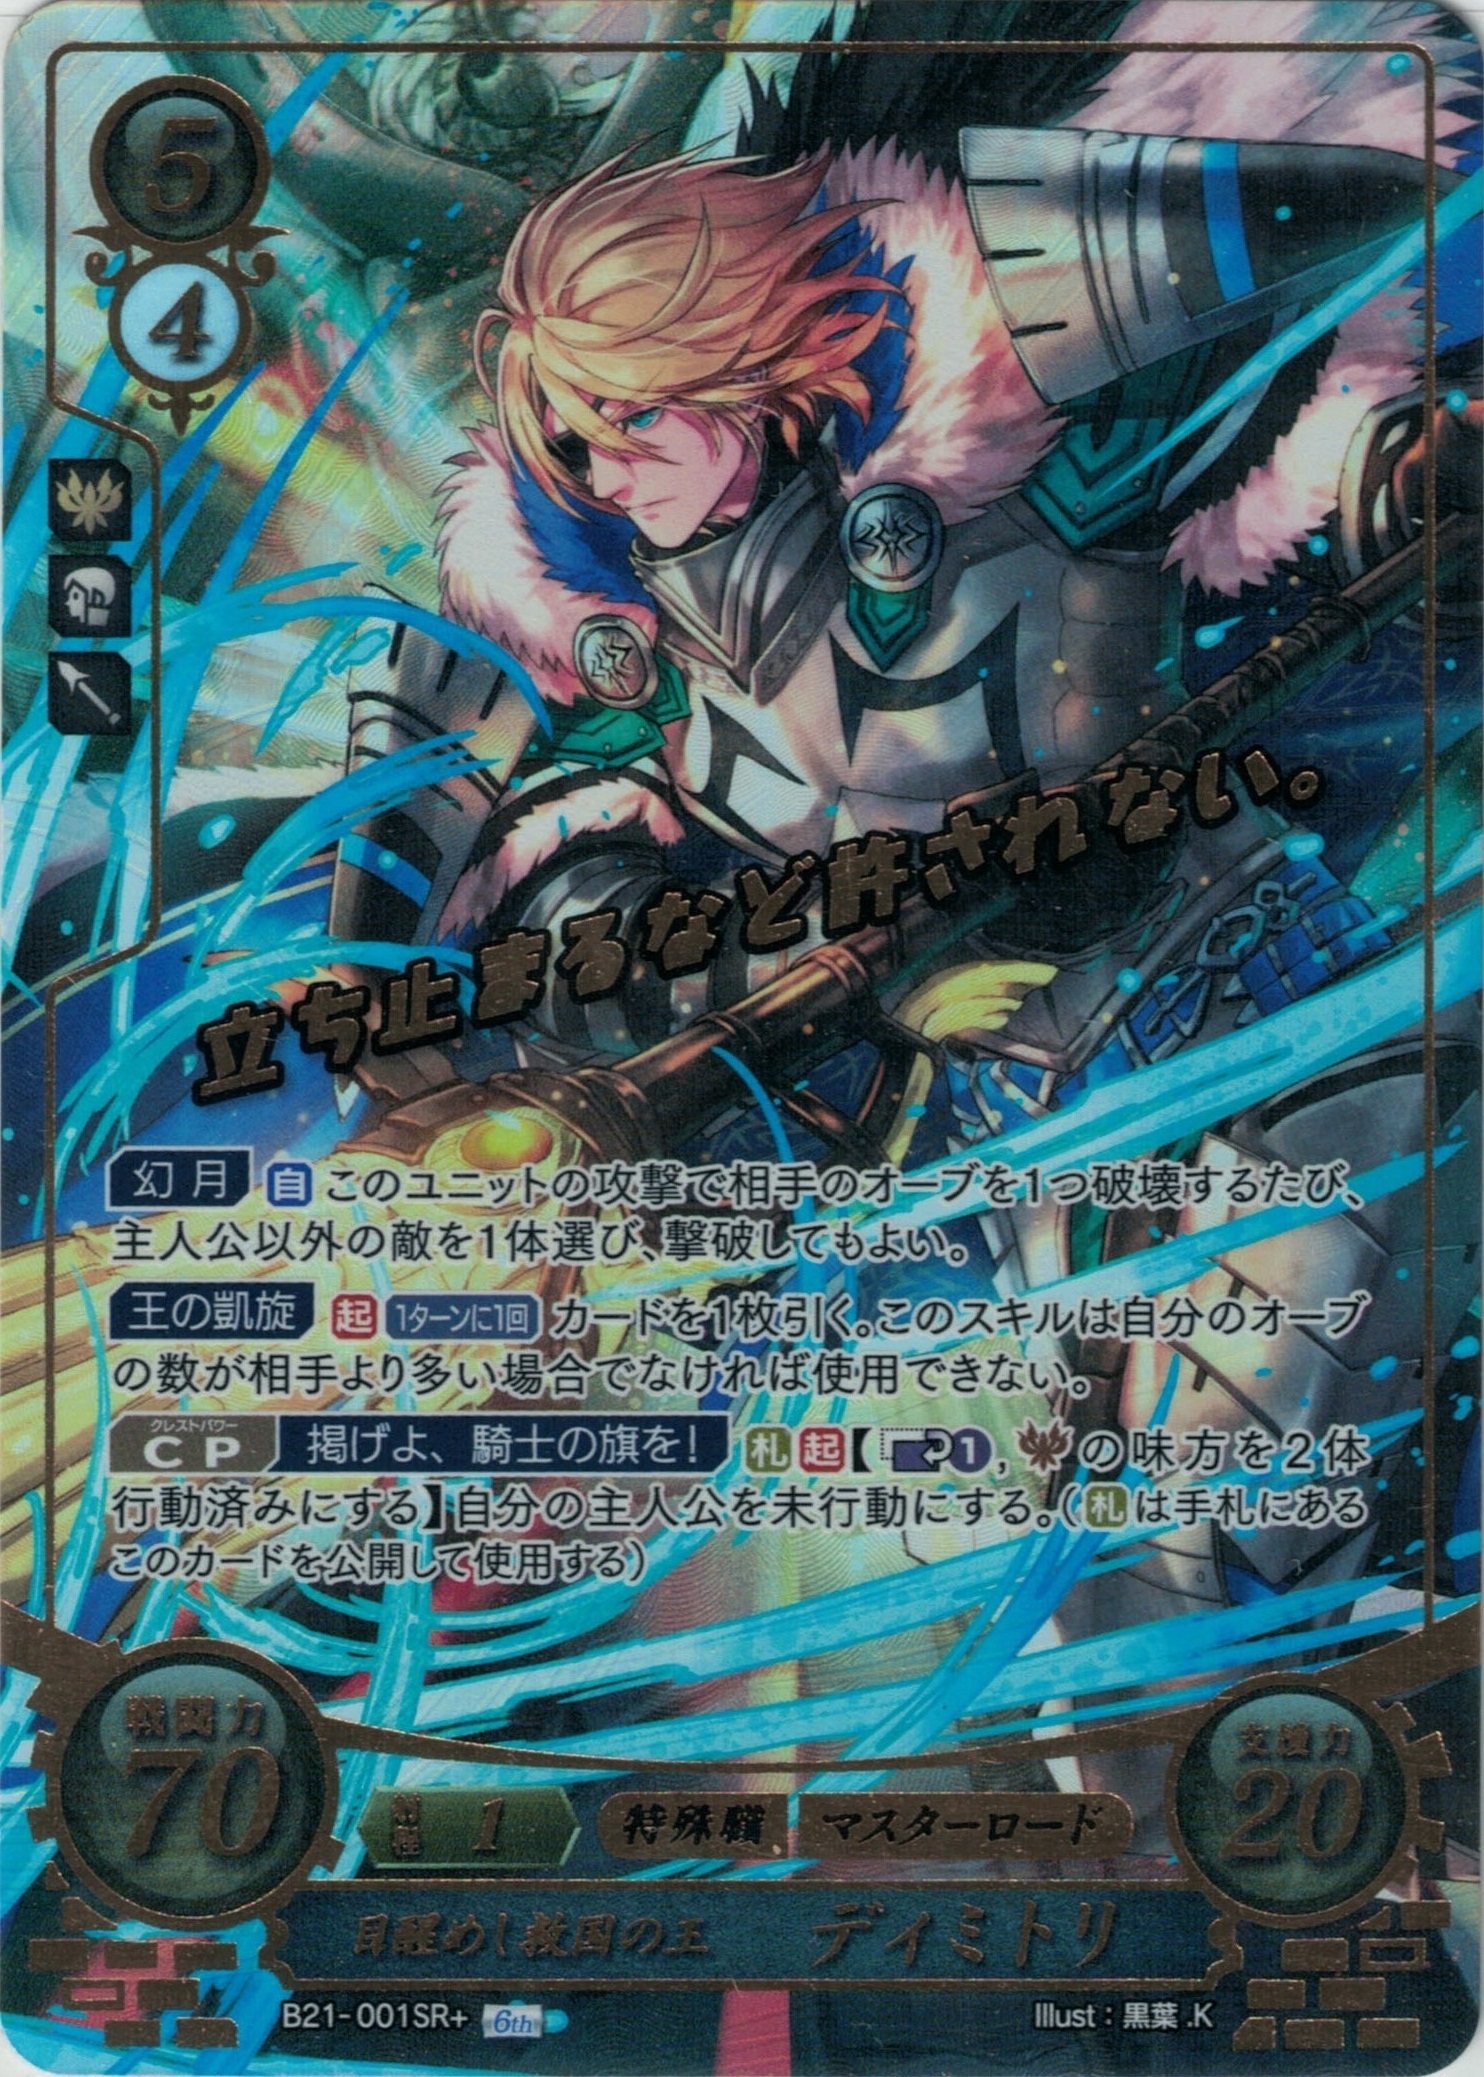 5
4
立ち止まるなど許されない。
幻月 自 このユニットの攻撃で相手のオーブを1つ破壊するたび、
主人公以外の敵を1体選び、撃破してもよい。
王の凱旋 起 1ターンに1回 カードを1枚引く。このスキルは自分のオーブ
の数が相手より多い場合でなければ使用できない。
クレストパワー
CP 掲げよ、騎士の旗を! 札 起【 1, の味方を2体
行動済みにする】自分の主人公を未行動にする。(札は手札にある
このカードを公開して使用する)
戦闘力
70
射程 1 特殊職 マスターロード
支援力
20
目醒めし救国の王 ディミトリ
B21-001SR+ 6th Illust:黒葉.K